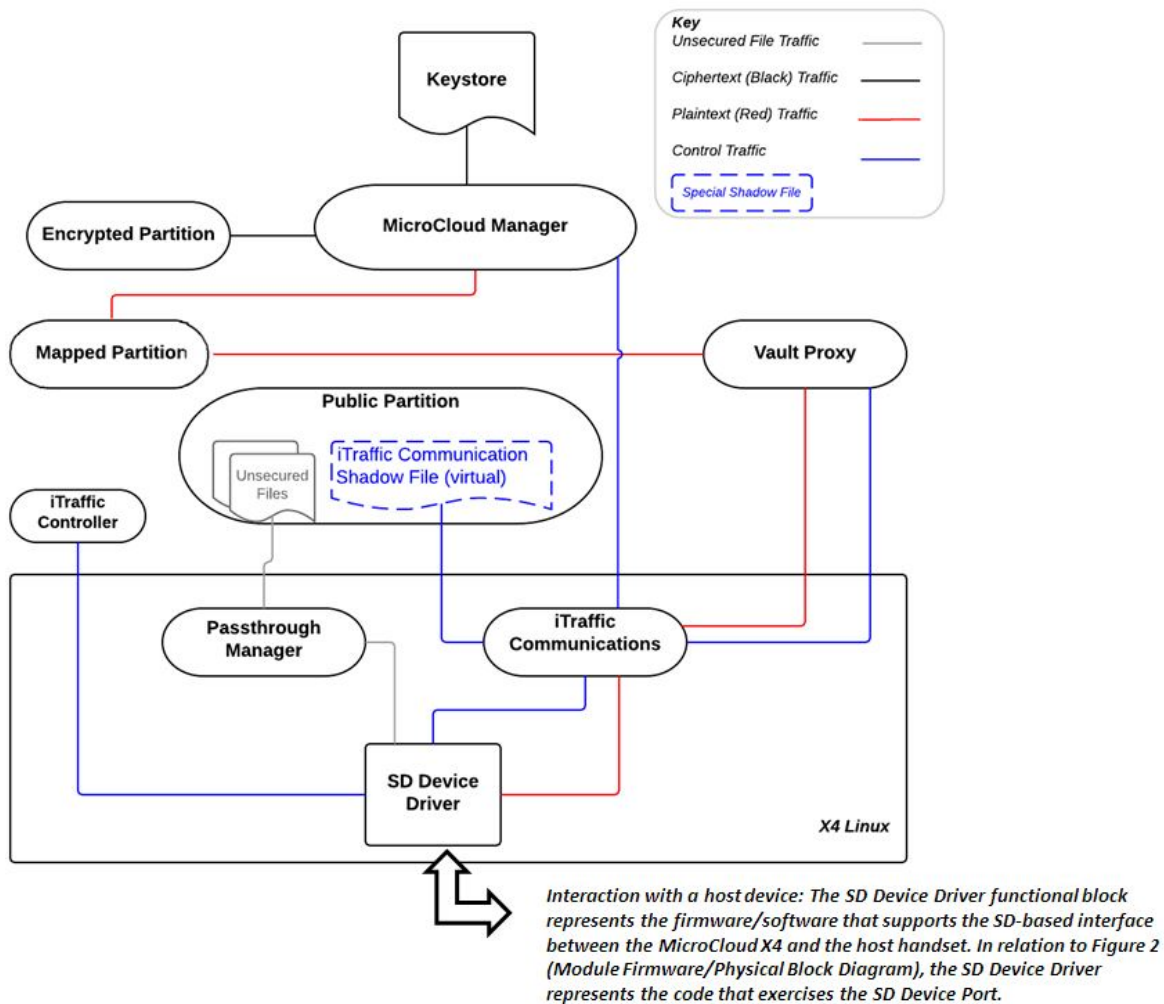 Key
Unsecured File Traffic
Ciphertext (Black) Traffic
Plaintext (Red) Traffic
Control Traffic
Special Shadow File
Keystore
MicroCloud Manager
Encrypted Partition
Mapped Partition
Vault Proxy
Public Partition
Unsecured
Files
iTraffic Communication
Shadow File (virtual)
iTraffic
Controller
Passthrough
Manager
iTraffic
Communications
SD Device
Driver
X4 Linux
Interaction with a host device: The SD Device Driver functional block
represents the firmware/software that supports the SD-based interface
between the MicroCloud X4 and the host handset. In relation to Figure 2
(Module Firmware/Physical Block Diagram), the SD Device Driver
represents the code that exercises the SD Device Port.